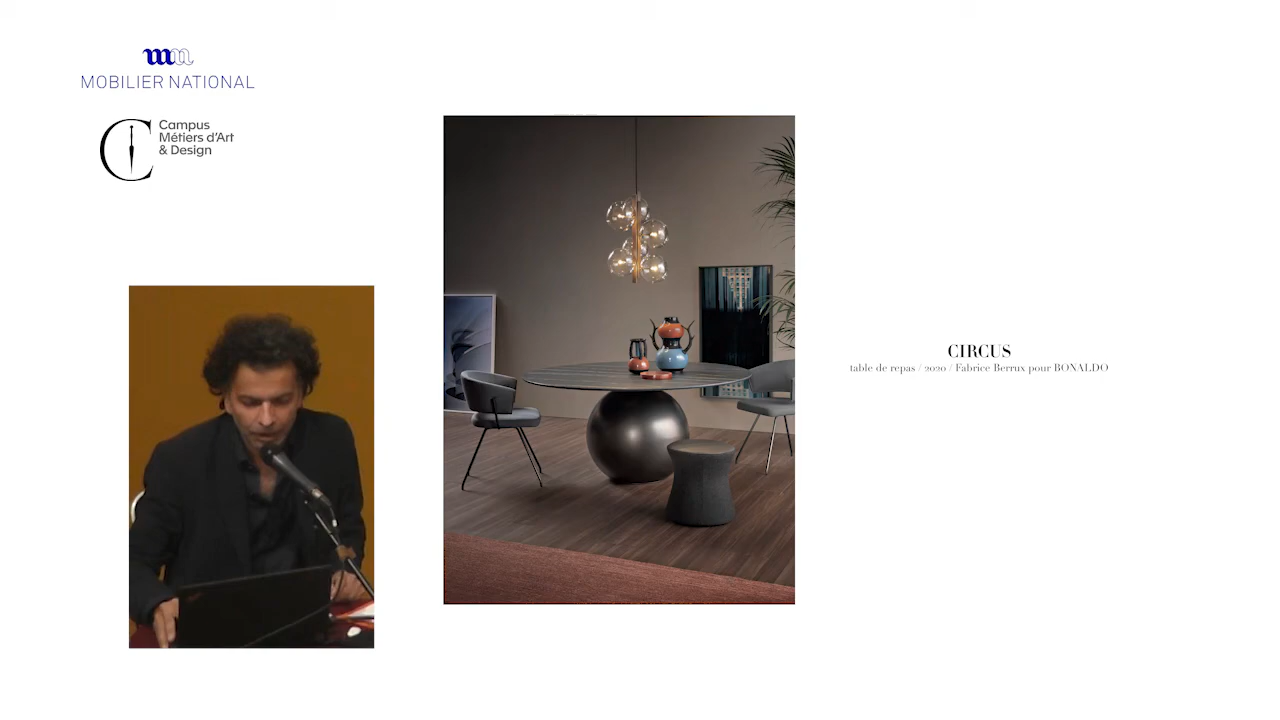 MOBILIER NATIONAL
Campus
Métiers d'Art
& Design
CIRCUS
table de repas / 2020 / Fabrice Berrux pour BONALDO